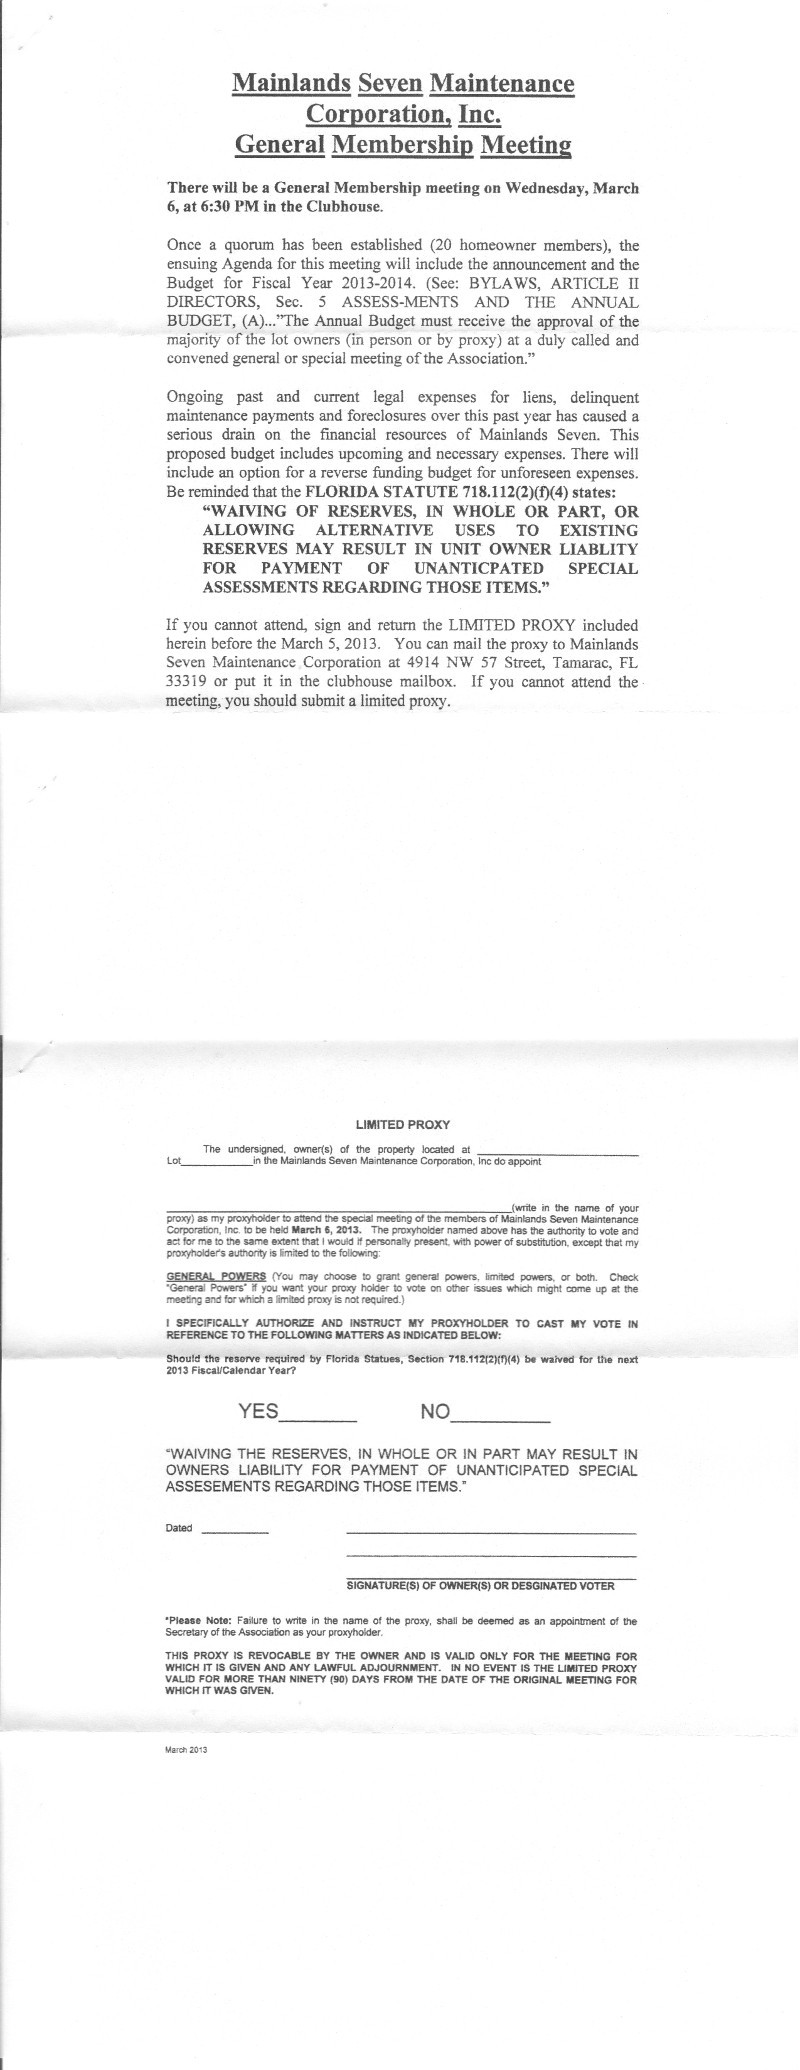 Mainlands Seven Maintenance
Corporation, Inc.
General Membership Meeting
There will be a General Membership meeting on Wednesday, March
6, at 6:30 PM in the Clubhouse.
Once a quorum has been established (20 homeowner members), the
ensuing Agenda for this meeting will include the announcement and the
Budget for Fiscal Year 2013-2014. (See: BYLAWS, ARTICLE II
DIRECTORS, Sec. 5 ASSESS-MENTS AND THE ANNUAL
BUDGET, (A)..."The Annual Budget must receive the approval of the
majority of the lot owners (in person or by proxy) at a duly called and
convened general or special meeting of the Association."
Ongoing past and current legal expenses for liens, delinquent
maintenance payments and foreclosures over this past year has caused a
serious drain on the financial resources of Mainlands Seven. This
proposed budget includes upcoming and necessary expenses. There will
include an option for a reverse funding budget for unforeseen expenses.
Be reminded that the FLORIDA STATUTE 718.112(2)(f)(4) states:
"WAIVING OF RESERVES, IN WHOLE OR PART, OR
ALLOWING ALTERNATIVE USES TO EXISTING
RESERVES MAY RESULT IN UNIT OWNER LIABLITY
FOR PAYMENT OF UNANTICPATED SPECIAL
ASSESSMENTS REGARDING THOSE ITEMS."
If you cannot attend, sign and return the LIMITED PROXY included
herein before the March 5, 2013. You can mail the proxy to Mainlands
Seven Maintenance Corporation at 4914 NW 57 Street, Tamarac, FL
33319 or put it in the clubhouse mailbox. If you cannot attend the
meeting, you should submit a limited proxy.
LIMITED PROXY
The undersigned, owner(s) of the property located at ____________________
Lot____________in the Mainlands Seven Maintenance Corporation, Inc do appoint
____________________________________________(write in the name of your
proxy) as my proxyholder to attend the special meeting of the members of Mainlands Seven Maintenance
Corporation, Inc. to be held March 6, 2013. The proxyholder named above has the authority to vote and
act for me to the same extent that I would if personally present, with power of substitution, except that my
proxyholder's authority is limited to the following:
GENERAL POWERS (You may choose to grant general powers, limited powers, or both. Check
"General Powers" if you want your proxy holder to vote on other issues which might come up at the
meeting and for which a limited proxy is not required.)
I SPECIFICALLY AUTHORIZE AND INSTRUCT MY PROXYHOLDER TO CAST MY VOTE IN
REFERENCE TO THE FOLLOWING MATTERS AS INDICATED BELOW:
Should the reserve required by Florida Statues, Section 718.112(2)(f)(4) be waived for the next
2013 Fiscal/Calendar Year?
YES________ NO__________
"WAIVING THE RESERVES, IN WHOLE OR IN PART MAY RESULT IN
OWNERS LIABILITY FOR PAYMENT OF UNANTICIPATED SPECIAL
ASSESEMENTS REGARDING THOSE ITEMS."
Dated __________
SIGNATURE(S) OF OWNER(S) OR DESGINATED VOTER
*Please Note: Failure to write in the name of the proxy, shall be deemed as an appointment of the
Secretary of the Association as your proxyholder.
THIS PROXY IS REVOCABLE BY THE OWNER AND IS VALID ONLY FOR THE MEETING FOR
WHICH IT IS GIVEN AND ANY LAWFUL ADJOURNMENT. IN NO EVENT IS THE LIMITED PROXY
VALID FOR MORE THAN NINETY (90) DAYS FROM THE DATE OF THE ORIGINAL MEETING FOR
WHICH IT WAS GIVEN.
March 2013